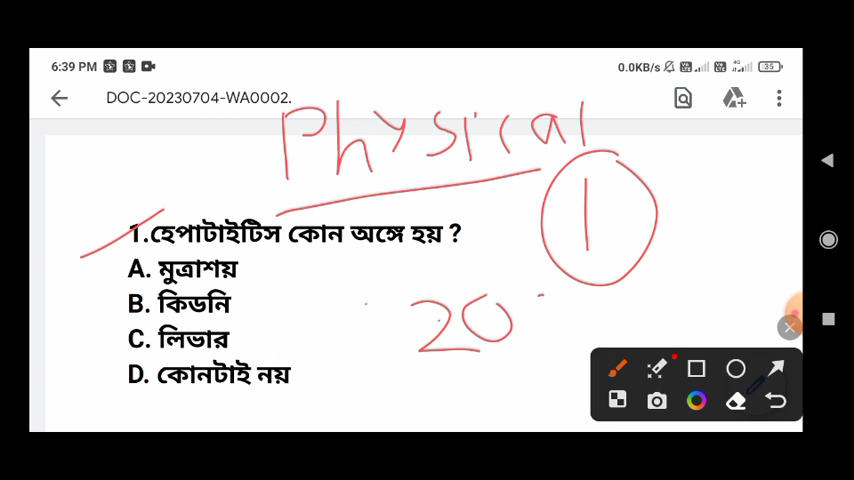 6:39 PM
0.0KB/s 4G 35
DOC-20230704-WA0002.
Physical
1
1.হেপাটাইটিস কোন অঙ্গে হয় ?
A. মুত্রাশয়
B. কিডনি
20
C. লিভার
D. কোনটাই নয়